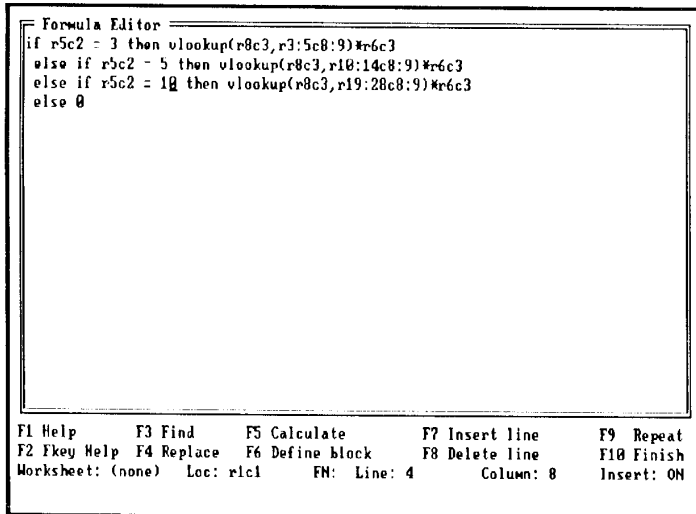 Formula Editor
if r5c2 = 3 then vlookup(r8c3,r3:5c8:9)*r6c3
else if r5c2 = 5 then vlookup(r8c3,r10:14c8:9)*r6c3
else if r5c2 = 10 then vlookup(r8c3,r19:28c8:9)*r6c3
else 0
F1 Help F3 Find F5 Calculate F7 Insert line F9 Repeat
F2 Fkey Help F4 Replace F6 Define block F8 Delete line F10 Finish
Worksheet: (none) Loc: r1c1 FN: Line: 4 Column: 8 Insert: ON